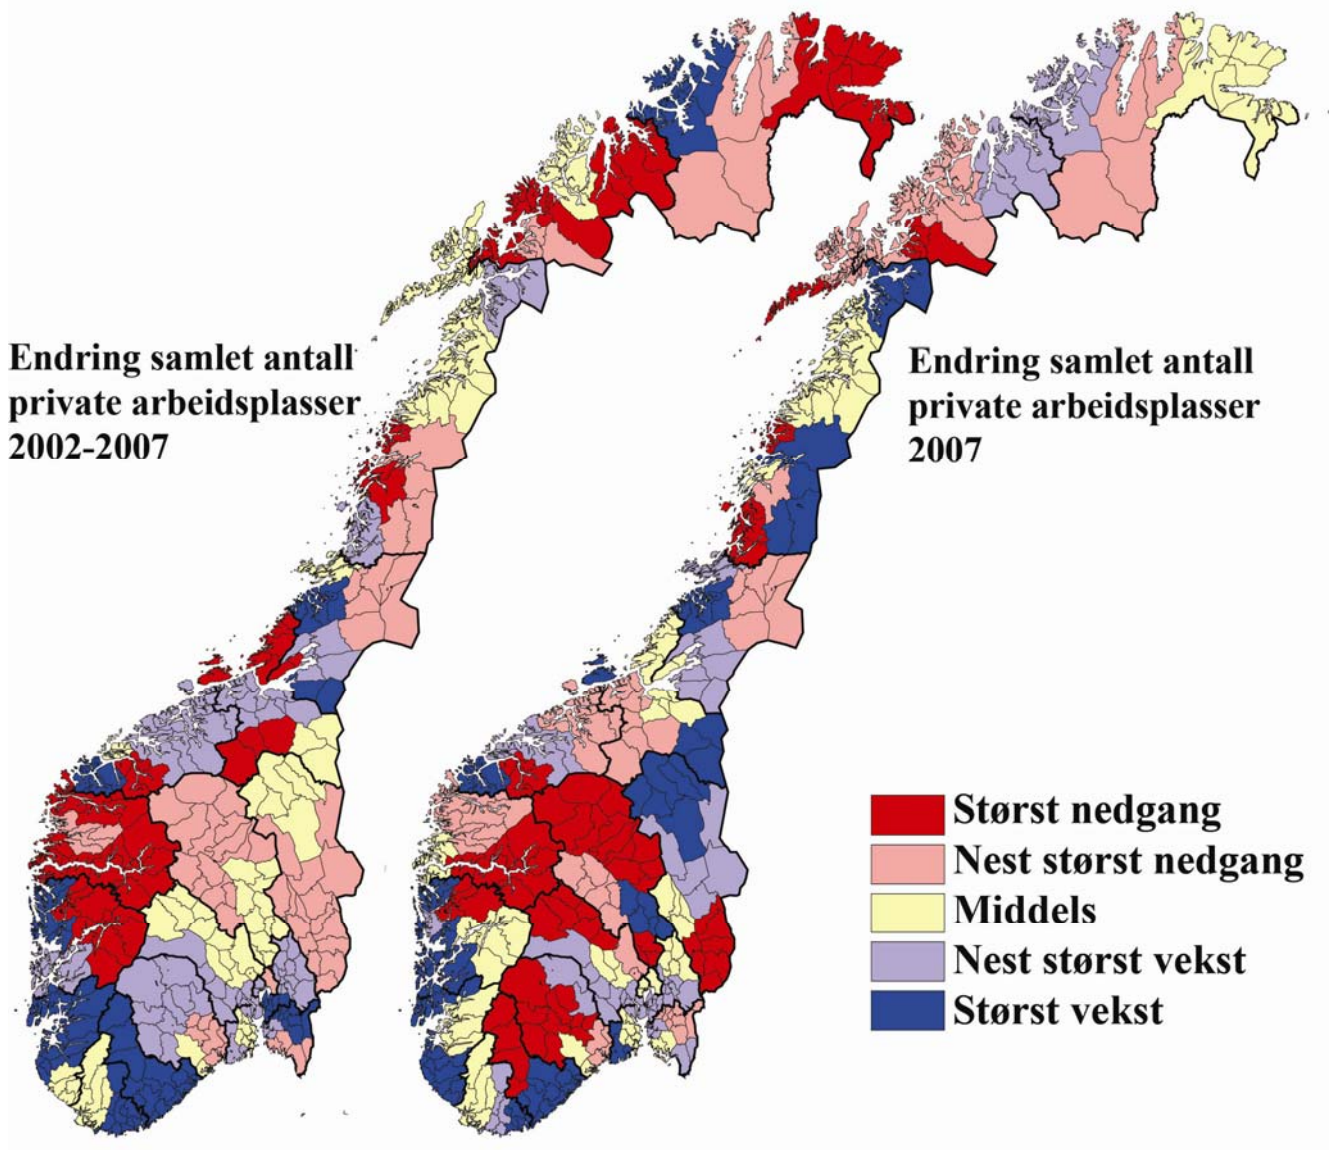 Endring samlet antall
private arbeidsplasser
2002-2007
Endring samlet antall
private arbeidsplasser
2007
Størst nedgang
Nest størst nedgang
Middels
Nest størst vekst
Størst vekst